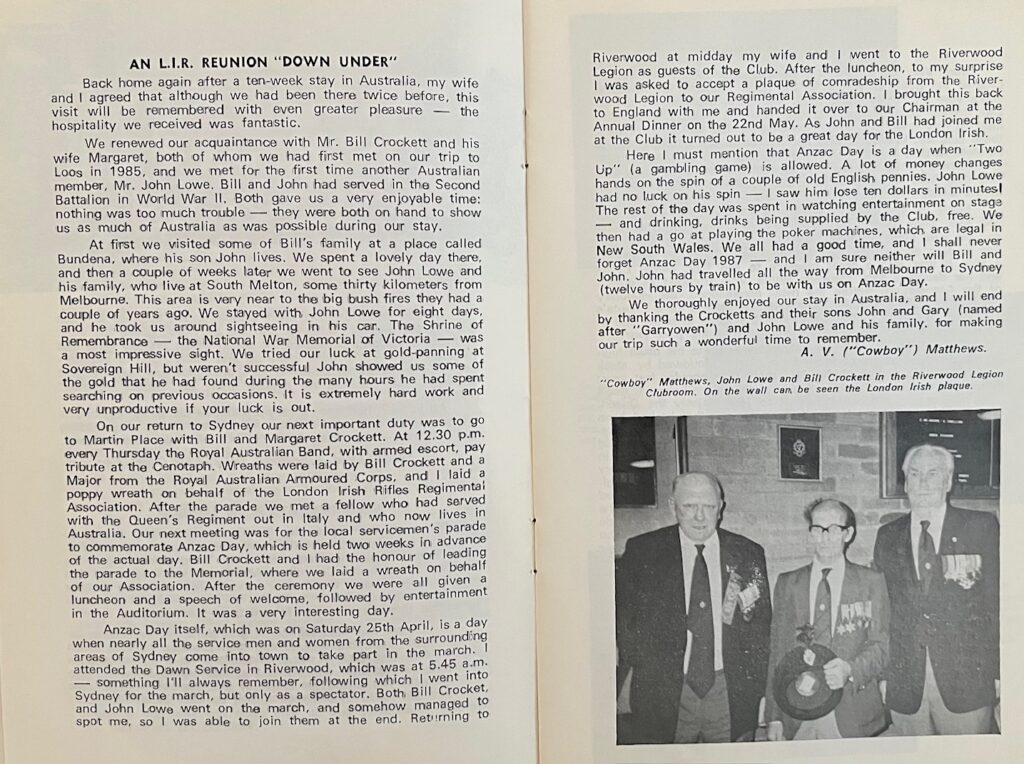 AN L.I.R. REUNION "DOWN UNDER"
Back home again after a ten-week stay in Australia, my wife
and I agreed that although we had been there twice before, this
visit will be remembered with even greater pleasure — the
hospitality we received was fantastic.
We renewed our acquaintance with Mr. Bill Crockett and his
wife Margaret, both of whom we had first met on our trip to
Loos in 1985, and we met for the first time another Australian
member, Mr. John Lowe. Bill and John had served in the Second
Battalion in World War II. Both gave us a very enjoyable time:
nothing was too much trouble — they were both on hand to show
us as much of Australia as was possible during our stay.
At first we visited some of Bill's family at a place called
Bundena, where his son John lives. We spent a lovely day there,
and then a couple of weeks later we went to see John Lowe and
his family, who live at South Melton, some thirty kilometers from
Melbourne. This area is very near to the big bush fires they had a
couple of years ago. We stayed with John Lowe for eight days,
and he took us around sightseeing in his car. The Shrine of
Remembrance — the National War Memorial of Victoria — was
a most impressive sight. We tried our luck at gold-panning at
Sovereign Hill, but weren't successful John showed us some of
the gold that he had found during the many hours he had spent
searching on previous occasions. It is extremely hard work and
very unproductive if your luck is out.
On our return to Sydney our next important duty was to go
to Martin Place with Bill and Margaret Crockett. At 12.30 p.m.
every Thursday the Royal Australian Band, with armed escort, pay
tribute at the Cenotaph. Wreaths were laid by Bill Crockett and a
Major from the Royal Australian Armoured Corps, and I laid a
poppy wreath on behalf of the London Irish Rifles Regimental
Association. After the parade we met a fellow who had served
with the Queen's Regiment out in Italy and who now lives in
Australia. Our next meeting was for the local servicemen's parade
to commemorate Anzac Day, which is held two weeks in advance
of the actual day. Bill Crockett and I had the honour of leading
the parade to the Memorial, where we laid a wreath on behalf
of our Association. After the ceremony we were all given a
luncheon and a speech of welcome, followed by entertainment
in the Auditorium. It was a very interesting day.
Anzac Day itself, which was on Saturday 25th April, is a day
when nearly all the service men and women from the surrounding
areas of Sydney come into town to take part in the march. I
attended the Dawn Service in Riverwood, which was at 5.45 a.m.
— something I'll always remember, following which I went into
Sydney for the march, but only as a spectator. Both Bill Crocket,
and John Lowe went on the march, and somehow managed to
spot me, so I was able to join them at the end. Returning to
Riverwood at midday my wife and I went to the Riverwood
Legion as guests of the Club. After the luncheon, to my surprise
I was asked to accept a plaque of comradeship from the River-
wood Legion to our Regimental Association. I brought this back
to England with me and handed it over to our Chairman at the
Annual Dinner on the 22nd May. As John and Bill had joined me
at the Club it turned out to be a great day for the London Irish.
Here I must mention that Anzac Day is a day when "Two
Up" (a gambling game) is allowed. A lot of money changes
hands on the spin of a couple of old English pennies. John Lowe
had no luck on his spin — I saw him lose ten dollars in minutes!
The rest of the day was spent in watching entertainment on stage
— and drinking, drinks being supplied by the Club, free. We
then had a go at playing the poker machines, which are legal in
New South Wales. We all had a good time, and I shall never
forget Anzac Day 1987 — and I am sure neither will Bill and
John. John had travelled all the way from Melbourne to Sydney
(twelve hours by train) to be with us on Anzac Day.
We thoroughly enjoyed our stay in Australia, and I will end
by thanking the Crocketts and their sons John and Gary (named
after "Garryowen") and John Lowe and his family. for making
our trip such a wonderful time to remember.
A. V. ("Cowboy") Matthews.
"Cowboy" Matthews, John Lowe and Bill Crockett in the Riverwood Legion
Clubroom. On the wall can be seen the London Irish plaque.